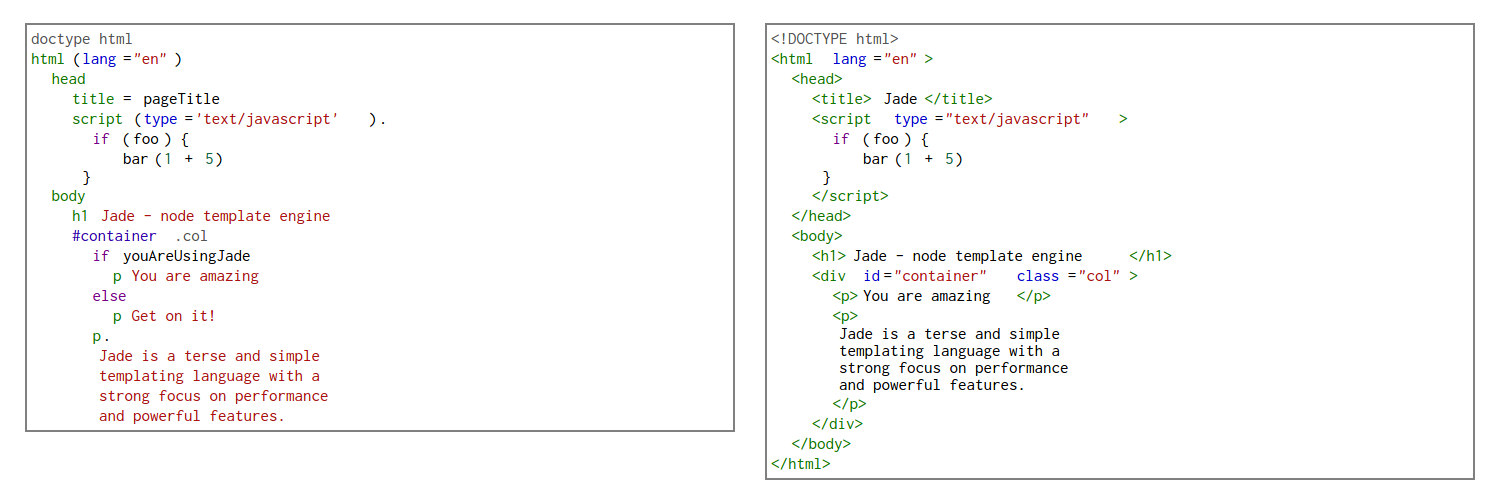 doctype html
html (lang ="en" )
head
title = pageTitle
script (type ='text/javascript' ).
if (foo ) {
bar (1 + 5)
}
body
h1 Jade - node template engine
#container .col
if youAreUsingJade
p You are amazing
else
p Get on it!
p.
Jade is a terse and simple
templating language with a
strong focus on performance
and powerful features.
<!DOCTYPE html>
<html lang ="en" >
<head>
<title> Jade </title>
<script type ="text/javascript" >
if (foo ) {
bar (1 + 5)
}
</script>
</head>
<body>
<h1> Jade - node template engine </h1>
<div id ="container" class ="col" >
<p> You are amazing </p>
<p>
Jade is a terse and simple
templating language with a
strong focus on performance
and powerful features.
</p>
</div>
</body>
</html>